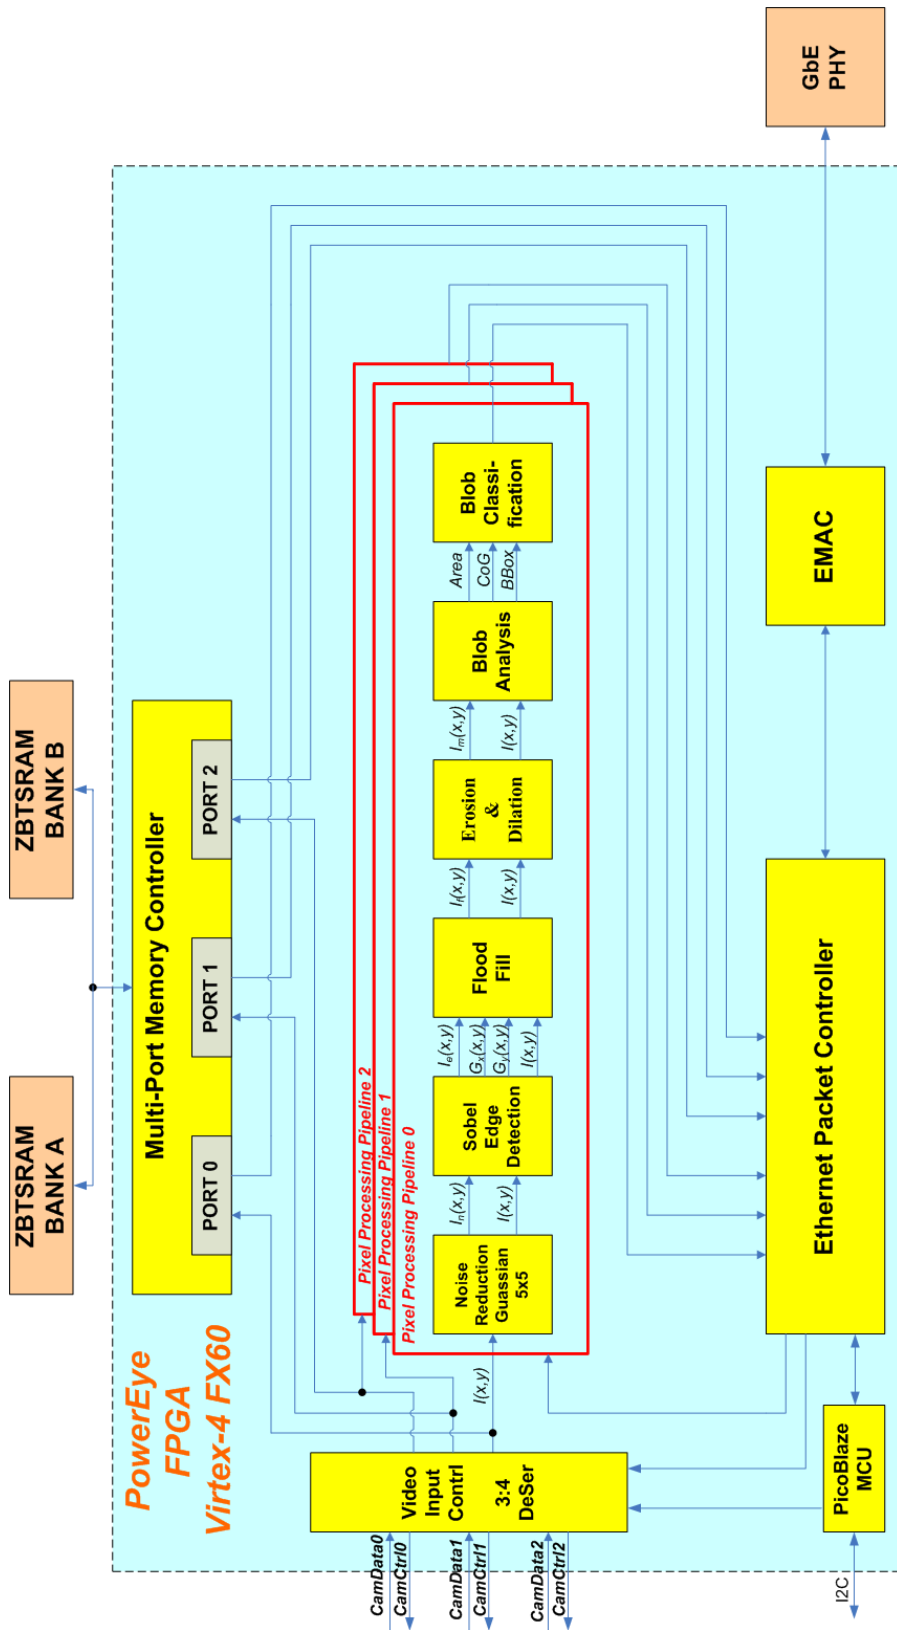 PowerEye
FPGA
Virtex-4 FX60
ZBTSRAM
BANK A
ZBTSRAM
BANK B
Multi-Port Memory Controller
PORT 0
PORT 1
PORT 2
Pixel Processing Pipeline 2
Pixel Processing Pipeline 1
Pixel Processing Pipeline 0
CamData0
CamCtrl0
CamData1
CamCtrl1
CamData2
CamCtrl2
Video
Input
Contrl
3:4
DeSer
I(x,y)
Noise
Reduction
Guassian
5x5
Iₙ(x,y)
I(x,y)
Sobel
Edge
Detection
Iₑ(x,y)
Gₓ(x,y)
G_y(x,y)
I(x,y)
Flood
Fill
I_f(x,y)
I(x,y)
Erosion
&
Dilation
Iₘ(x,y)
I(x,y)
Blob
Analysis
Area
CoG
BBox
Blob
Classi-
fication
I2C
PicoBlaze
MCU
Ethernet Packet Controller
EMAC
GbE
PHY